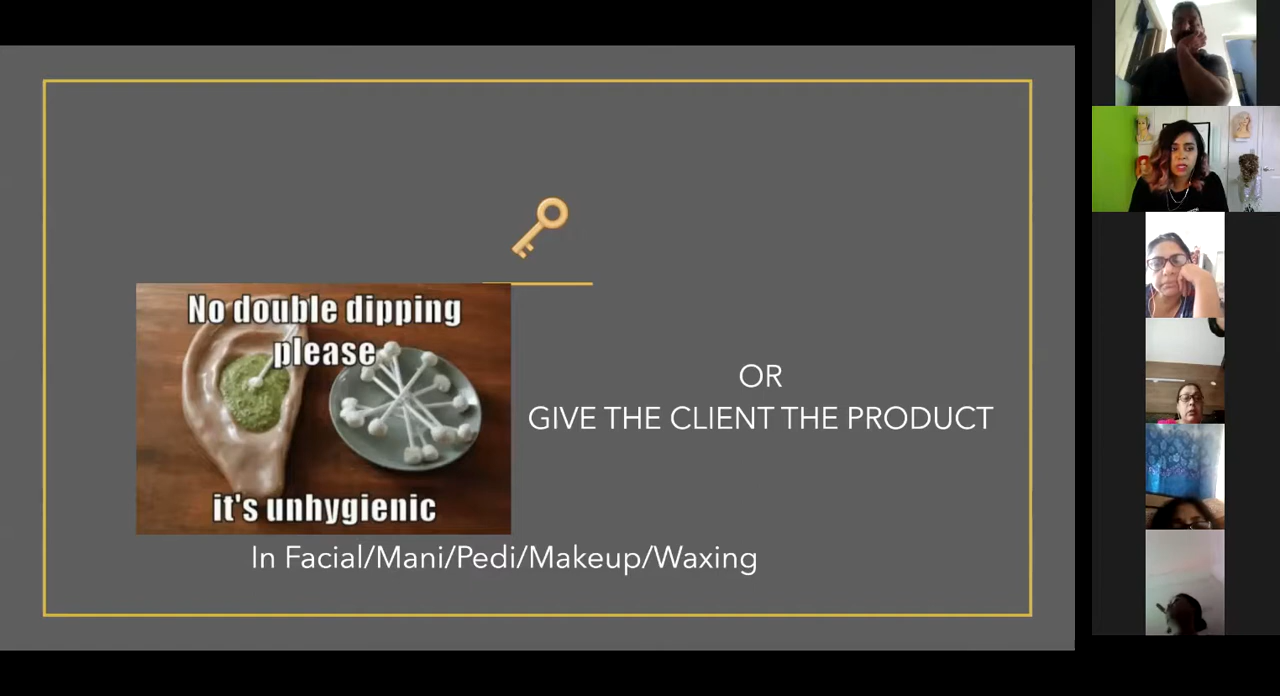 No double dipping
please
it's unhygienic
OR
GIVE THE CLIENT THE PRODUCT
In Facial/Mani/Pedi/Makeup/Waxing